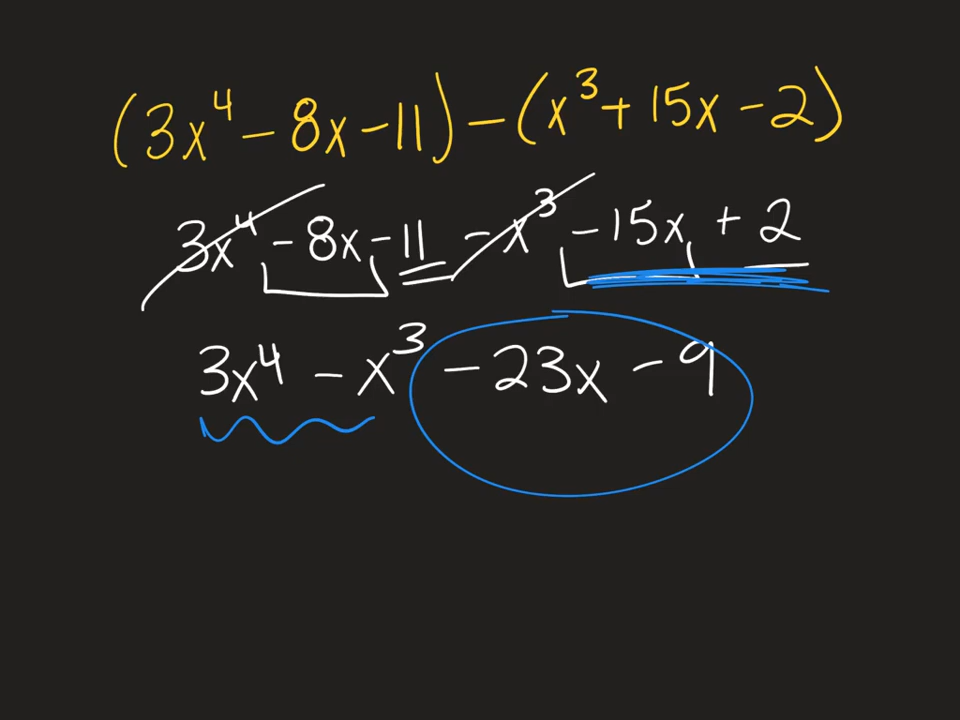 (3x⁴ - 8x - 11) - (x³ + 15x - 2)
3x⁴ - 8x - 11 - x³ - 15x + 2
3x⁴ - x³ - 23x - 9